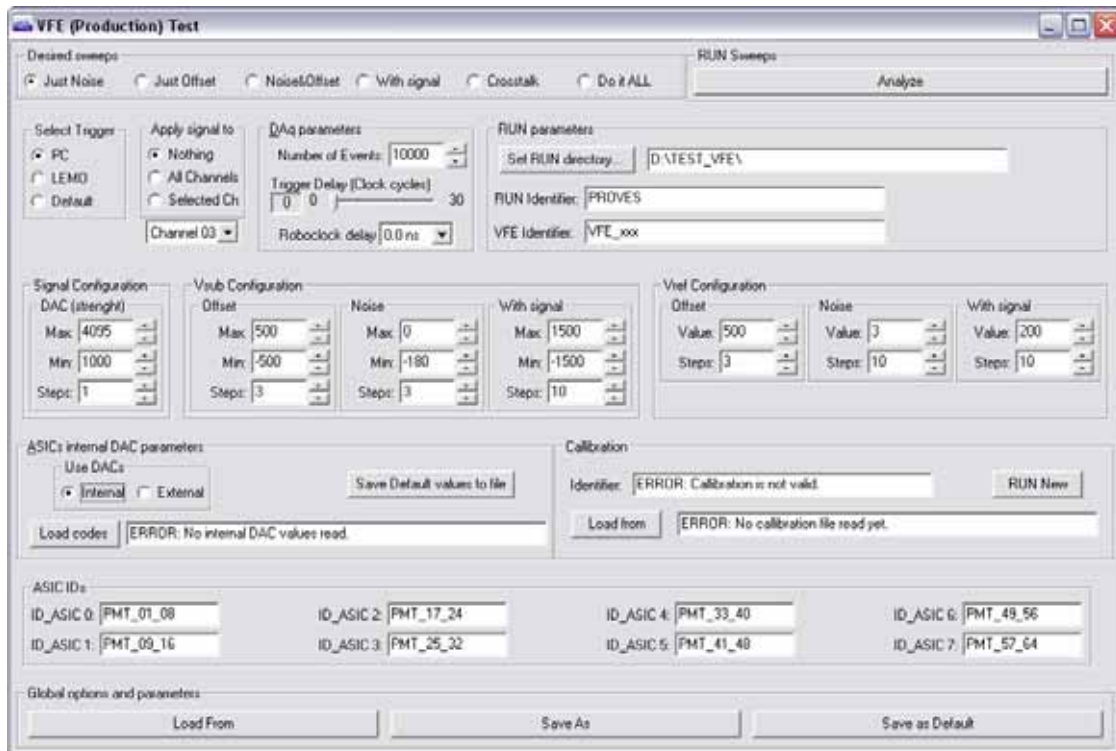 VFE (Production) Test
Desired sweeps
RUN Sweeps
Just Noise Just Offset Noise&Offset With signal Crosstalk Do it ALL
Analyze
Select Trigger
PC
LEMO
Default
Apply signal to
Nothing
All Channels
Selected Ch
Channel 03
DAq parameters
Number of Events: 10000
Trigger Delay (Clock cycles)
0 0 30
Roboclock delay 0.0 ns
RUN parameters
Set RUN directory... D:\TEST_VFE\
RUN Identifier: PROVES
VFE Identifier: VFE_xxx
Signal Configuration
DAC (strenght)
Max: 4095
Min: 1000
Steps: 1
Vsub Configuration
Offset
Max: 500
Min: -500
Steps: 3
Noise
Max: 0
Min: -180
Steps: 3
With signal
Max: 1500
Min: -1500
Steps: 10
Vref Configuration
Offset
Value: 500
Steps: 3
Noise
Value: 3
Steps: 10
With signal
Value: 200
Steps: 10
ASICs internal DAC parameters
Use DACs
Internal External
Save Default values to file
Load codes ERROR: No internal DAC values read.
Callibration
Identifier: ERROR: Callibration is not valid. RUN New
Load from ERROR: No callibration file read yet.
ASIC IDs
ID_ASIC 0: PMT_01_08 ID_ASIC 2: PMT_17_24 ID_ASIC 4: PMT_33_40 ID_ASIC 6: PMT_49_56
ID_ASIC 1: PMT_09_16 ID_ASIC 3: PMT_25_32 ID_ASIC 5: PMT_41_48 ID_ASIC 7: PMT_57_64
Global options and parameters
Load From Save As Save as Default